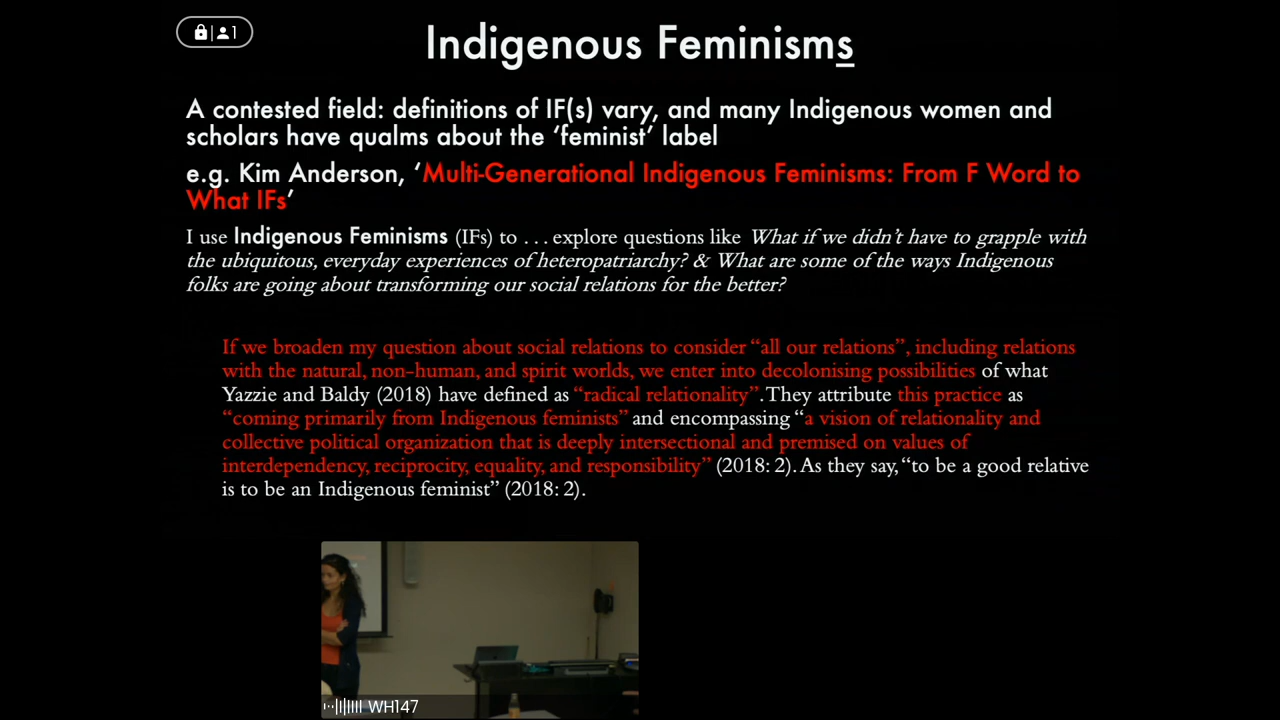 1
Indigenous Feminisms
A contested field: definitions of IF(s) vary, and many Indigenous women and
scholars have qualms about the ‘feminist’ label
e.g. Kim Anderson, ‘Multi-Generational Indigenous Feminisms: From F Word to
What IFs’
I use Indigenous Feminisms (IFs) to . . . explore questions like What if we didn’t have to grapple with
the ubiquitous, everyday experiences of heteropatriarchy? & What are some of the ways Indigenous
folks are going about transforming our social relations for the better?
If we broaden my question about social relations to consider “all our relations”, including relations
with the natural, non-human, and spirit worlds, we enter into decolonising possibilities of what
Yazzie and Baldy (2018) have defined as “radical relationality”. They attribute this practice as
“coming primarily from Indigenous feminists” and encompassing “a vision of relationality and
collective political organization that is deeply intersectional and premised on values of
interdependency, reciprocity, equality, and responsibility” (2018: 2). As they say, “to be a good relative
is to be an Indigenous feminist” (2018: 2).
WH147